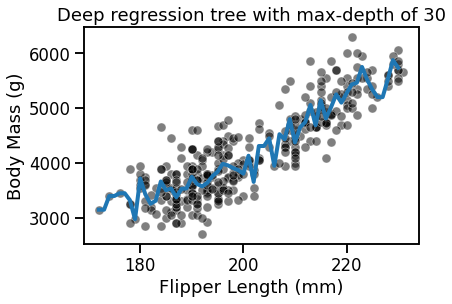 Deep regression tree with max-depth of 30
6000
5000
4000
3000
Body Mass (g)
180 200 220
Flipper Length (mm)